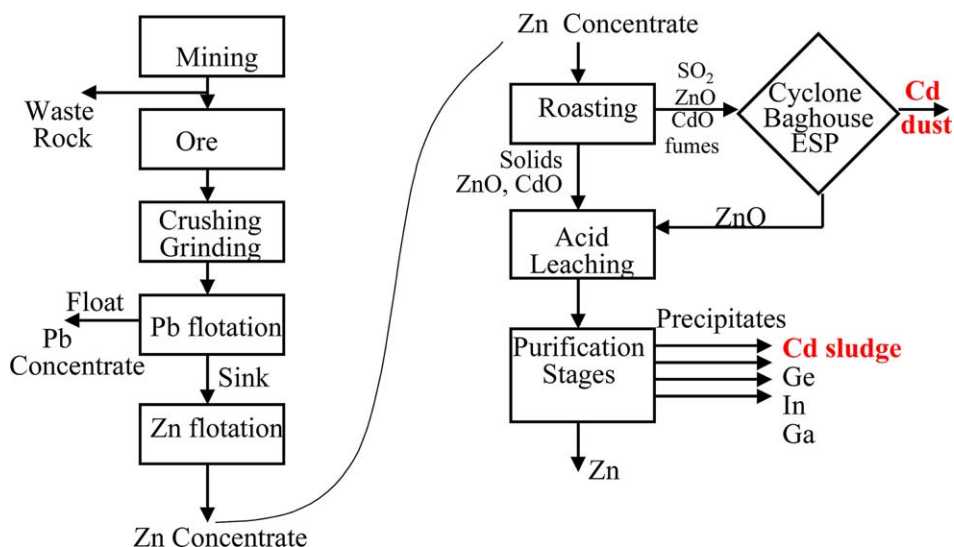 Mining
Waste
Rock
Ore
Crushing
Grinding
Float
Pb
Concentrate
Pb flotation
Sink
Zn flotation
Zn Concentrate
Zn Concentrate
Roasting
SO₂
ZnO
CdO
fumes
Cyclone
Baghouse
ESP
Cd
dust
Solids
ZnO, CdO
ZnO
Acid
Leaching
Purification
Stages
Precipitates
Cd sludge
Ge
In
Ga
Zn